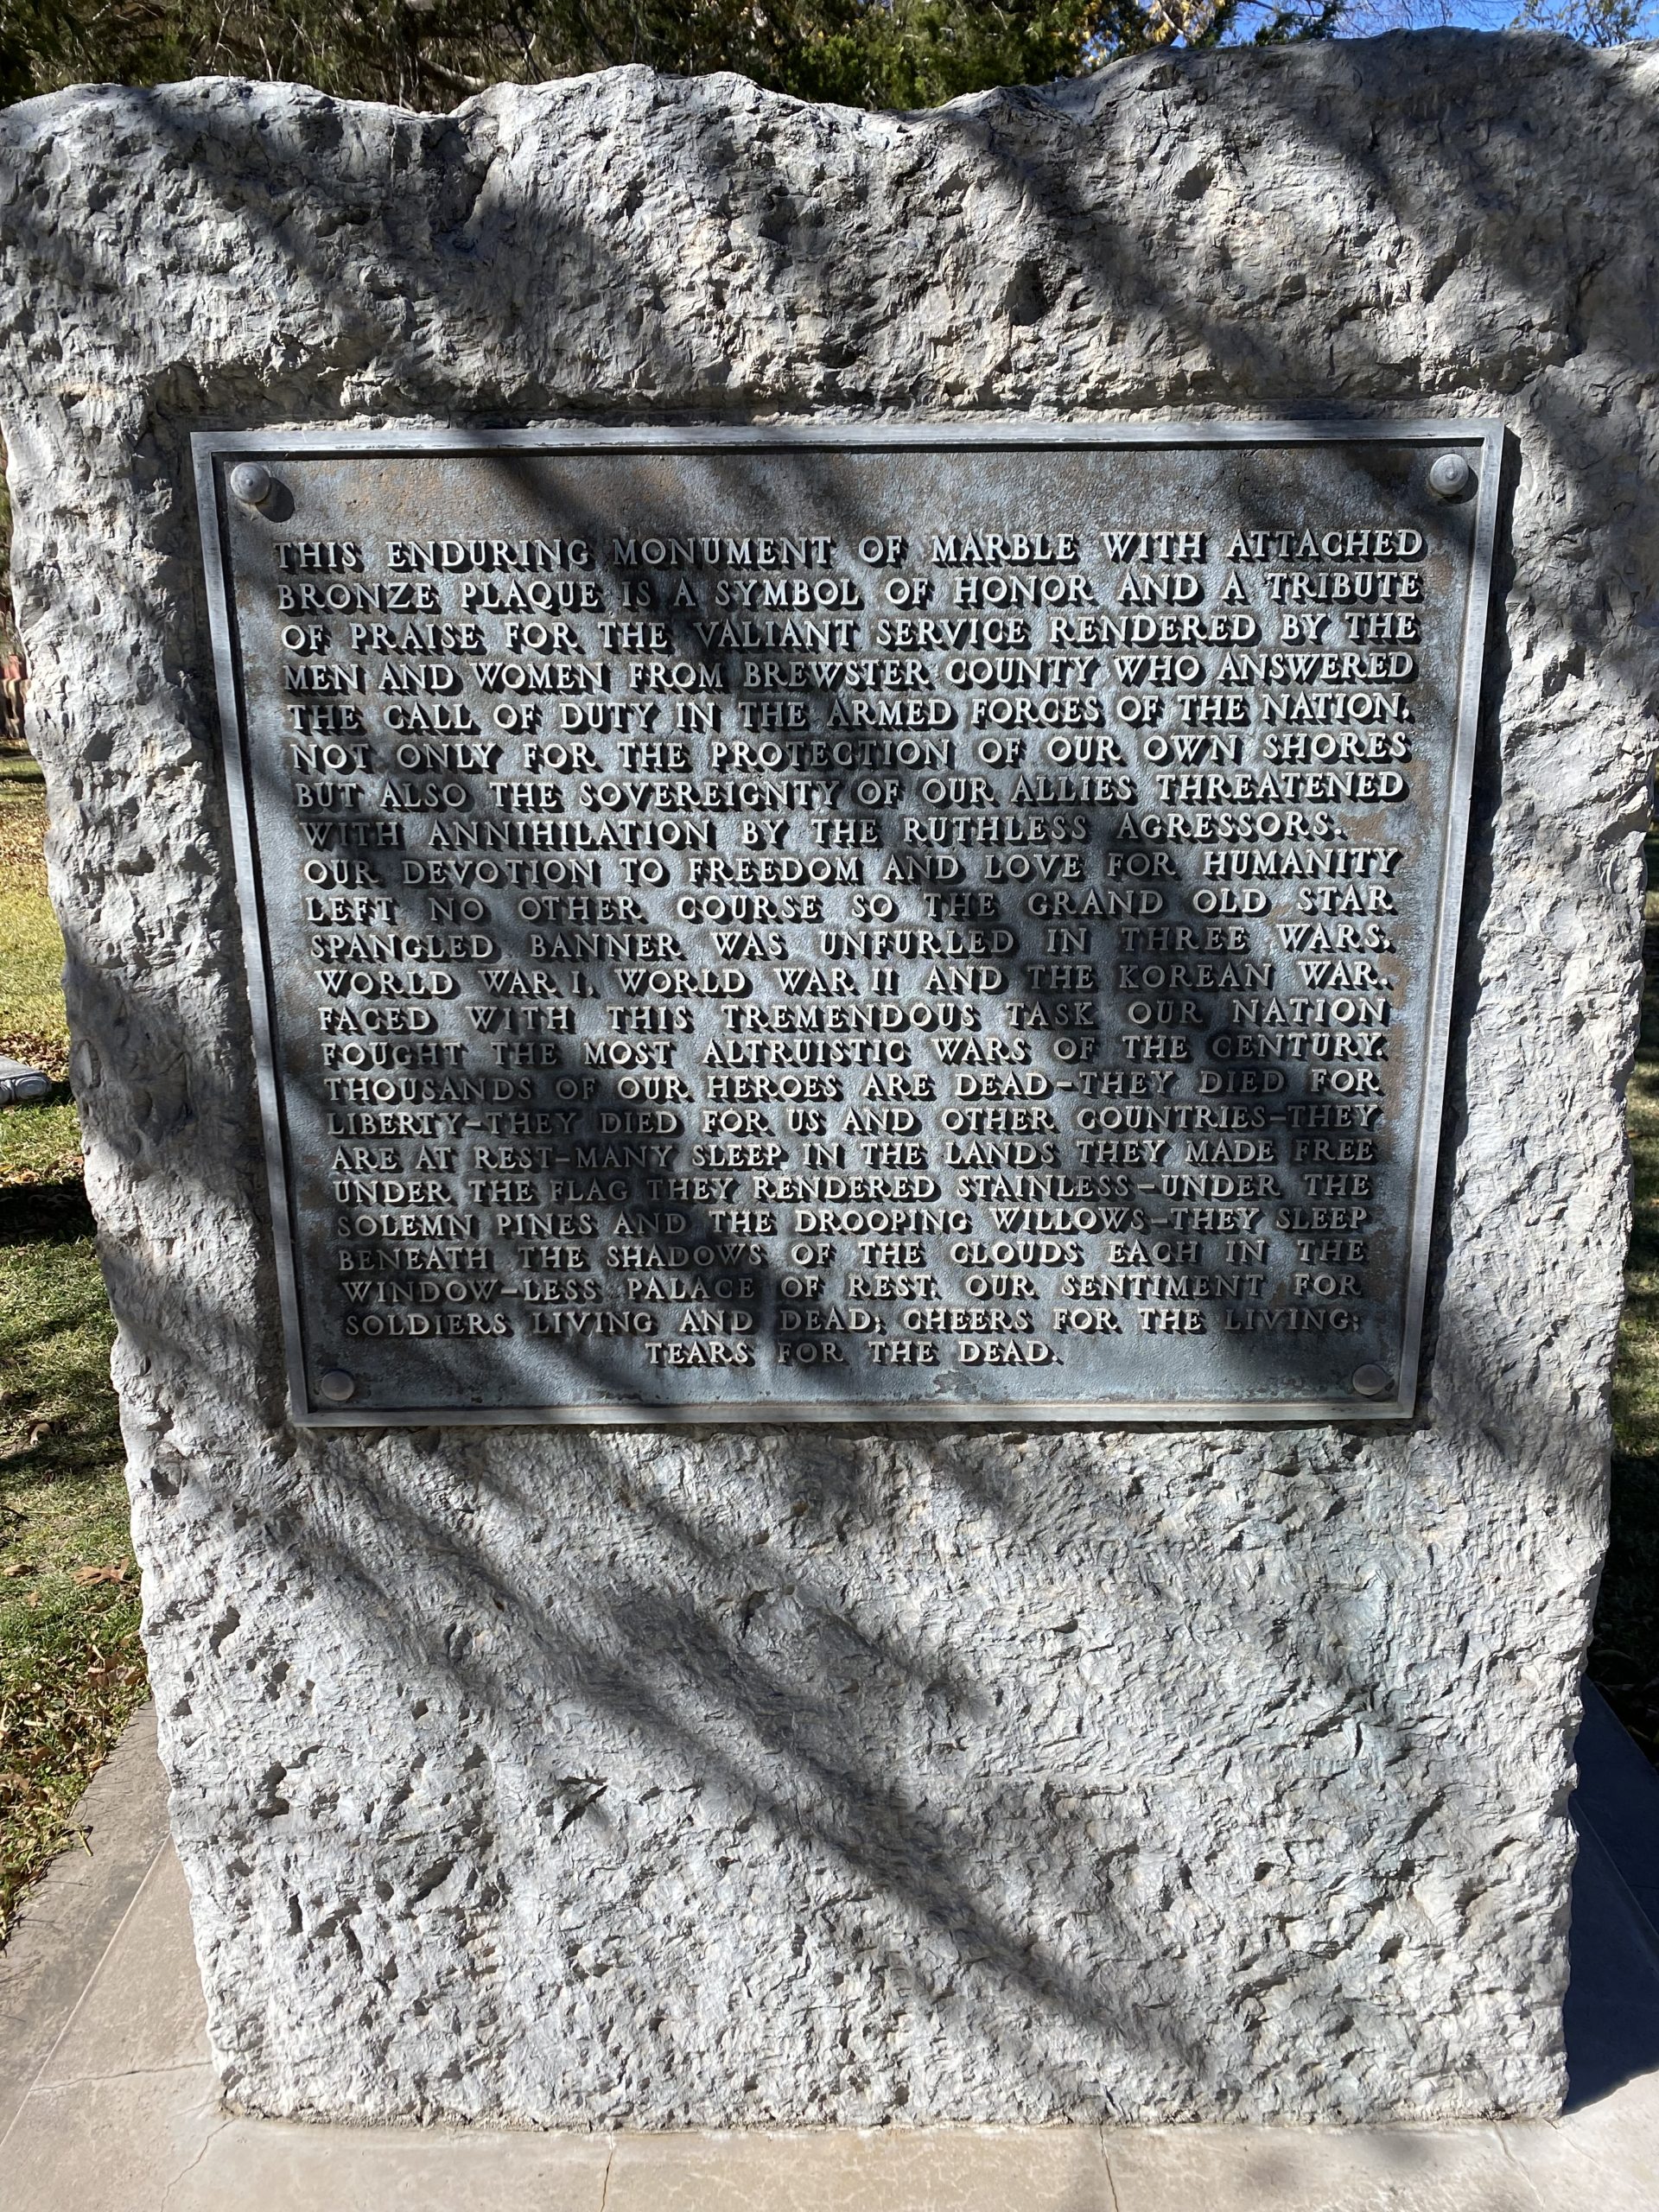 THIS ENDURING MONUMENT OF MARBLE WITH ATTACHED
BRONZE PLAQUE IS A SYMBOL OF HONOR AND A TRIBUTE
OF PRAISE FOR THE VALIANT SERVICE RENDERED BY THE
MEN AND WOMEN FROM BREWSTER COUNTY WHO ANSWERED
THE CALL OF DUTY IN THE ARMED FORCES OF THE NATION,
NOT ONLY FOR THE PROTECTION OF OUR OWN SHORES
BUT ALSO THE SOVEREIGNTY OF OUR ALLIES THREATENED
WITH ANNIHILATION BY THE RUTHLESS AGRESSORS.
OUR DEVOTION TO FREEDOM AND LOVE FOR HUMANITY
LEFT NO OTHER COURSE SO THE GRAND OLD STAR
SPANGLED BANNER WAS UNFURLED IN THREE WARS,
WORLD WAR I, WORLD WAR II AND THE KOREAN WAR.
FACED WITH THIS TREMENDOUS TASK OUR NATION
FOUGHT THE MOST ALTRUISTIC WARS OF THE CENTURY.
THOUSANDS OF OUR HEROES ARE DEAD-THEY DIED FOR
LIBERTY-THEY DIED FOR US AND OTHER COUNTRIES-THEY
ARE AT REST-MANY SLEEP IN THE LANDS THEY MADE FREE
UNDER THE FLAG THEY RENDERED STAINLESS-UNDER THE
SOLEMN PINES AND THE DROOPING WILLOWS-THEY SLEEP
BENEATH THE SHADOWS OF THE CLOUDS EACH IN THE
WINDOW-LESS PALACE OF REST. OUR SENTIMENT FOR
SOLDIERS LIVING AND DEAD; CHEERS FOR THE LIVING;
TEARS FOR THE DEAD.